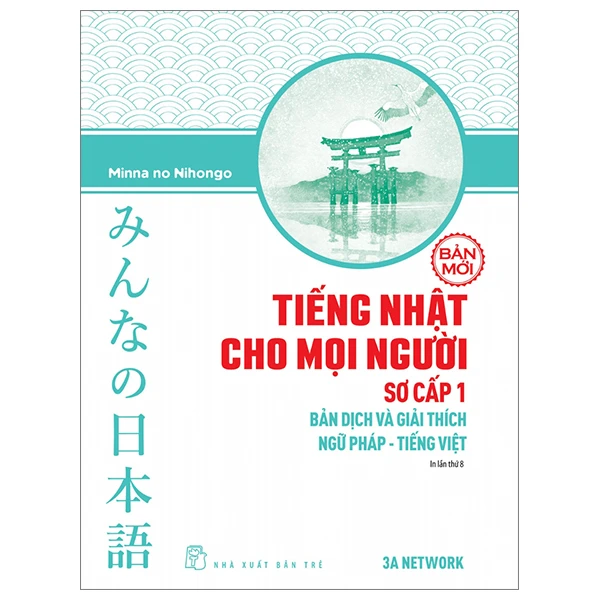 Minna no Nihongo
みんなの日本語
BẢN MỚI
TIẾNG NHẬT
CHO MỌI NGƯỜI
SƠ CẤP 1
BẢN DỊCH VÀ GIẢI THÍCH
NGỮ PHÁP - TIẾNG VIỆT
In lần thứ 8
NHÀ XUẤT BẢN TRẺ
3A NETWORK